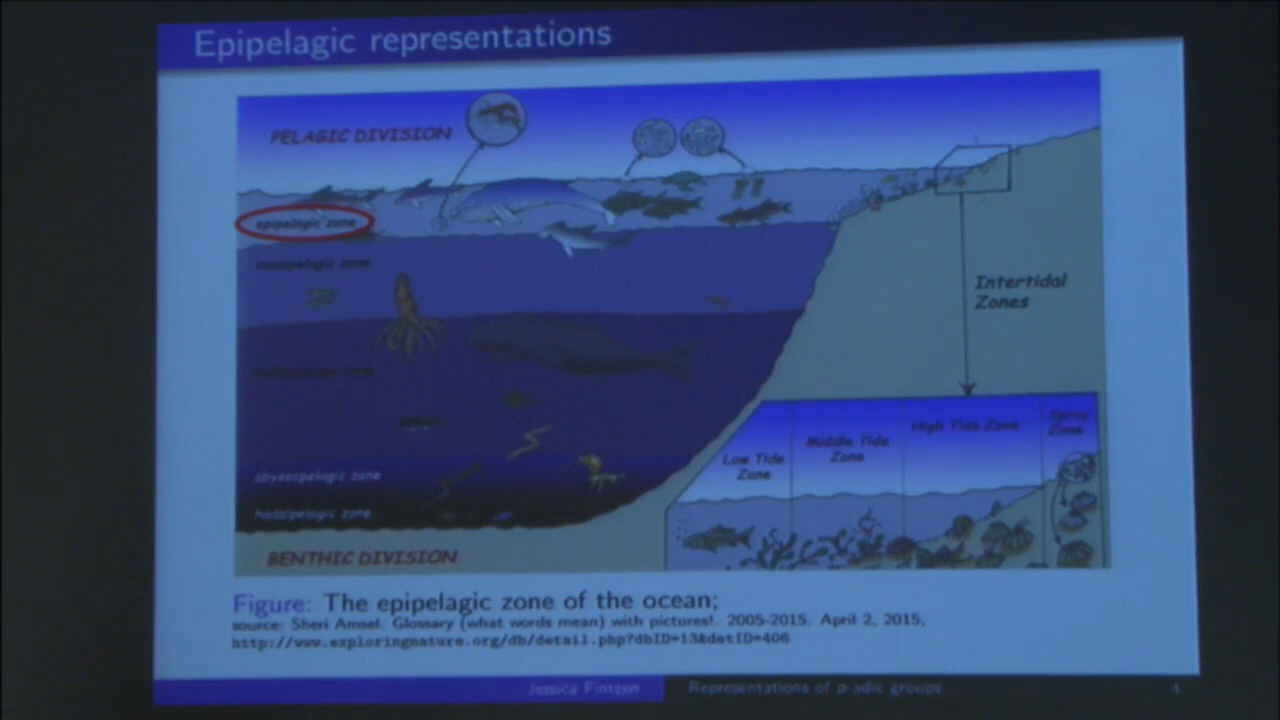 Epipelagic representations
PELAGIC DIVISION
epipelagic zone
mesopelagic zone
abyssopelagic zone
hadalpelagic zone
BENTHIC DIVISION
Intertidal
Zones
Low Tide
Zone
Middle Tide
Zone
High Tide Zone
Spray
Zone
Figure: The epipelagic zone of the ocean;
source: Sheri Amsel. Glossary (what words mean) with pictures!. 2005-2015. April 2, 2015,
http://www.exploringnature.org/db/detail.php?dbID=13&detID=406
Jessica Fintzen
Representations of p-adic groups
4